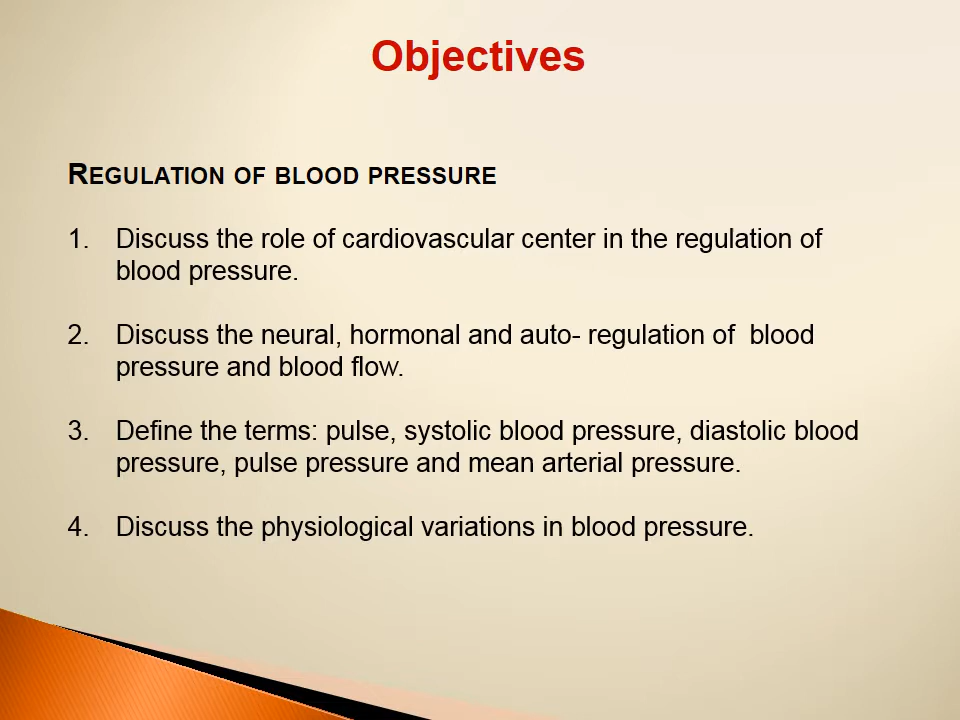 Objectives
REGULATION OF BLOOD PRESSURE
1. Discuss the role of cardiovascular center in the regulation of
blood pressure.
2. Discuss the neural, hormonal and auto- regulation of  blood
pressure and blood flow.
3. Define the terms: pulse, systolic blood pressure, diastolic blood
pressure, pulse pressure and mean arterial pressure.
4. Discuss the physiological variations in blood pressure.